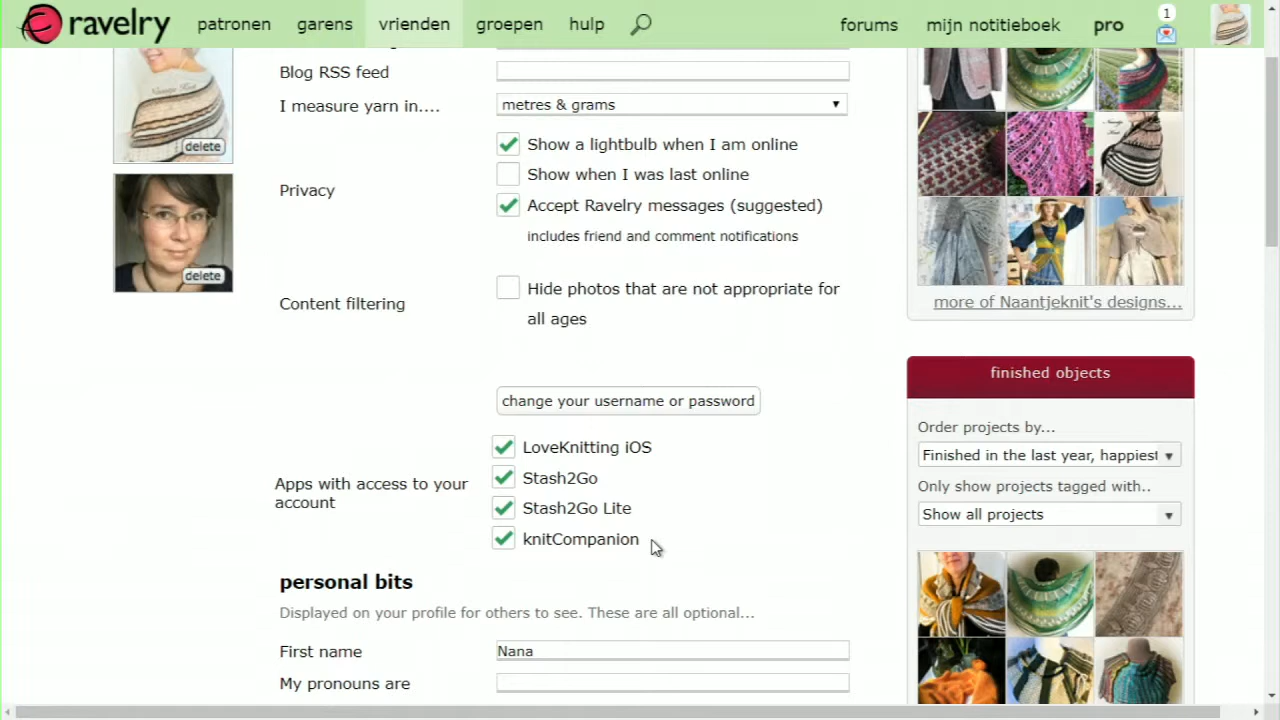 ravelry patronen garens vrienden groepen hulp forums mijn notitieboek pro 1
delete
delete
Blog RSS feed
I measure yarn in.... metres & grams
Privacy
Show a lightbulb when I am online
Show when I was last online
Accept Ravelry messages (suggested)
includes friend and comment notifications
Content filtering
Hide photos that are not appropriate for
all ages
change your username or password
Apps with access to your
account
LoveKnitting iOS
Stash2Go
Stash2Go Lite
knitCompanion
personal bits
Displayed on your profile for others to see. These are all optional...
First name Nana
My pronouns are
more of Naantjeknit's designs...
finished objects
Order projects by...
Finished in the last year, happiest
Only show projects tagged with..
Show all projects